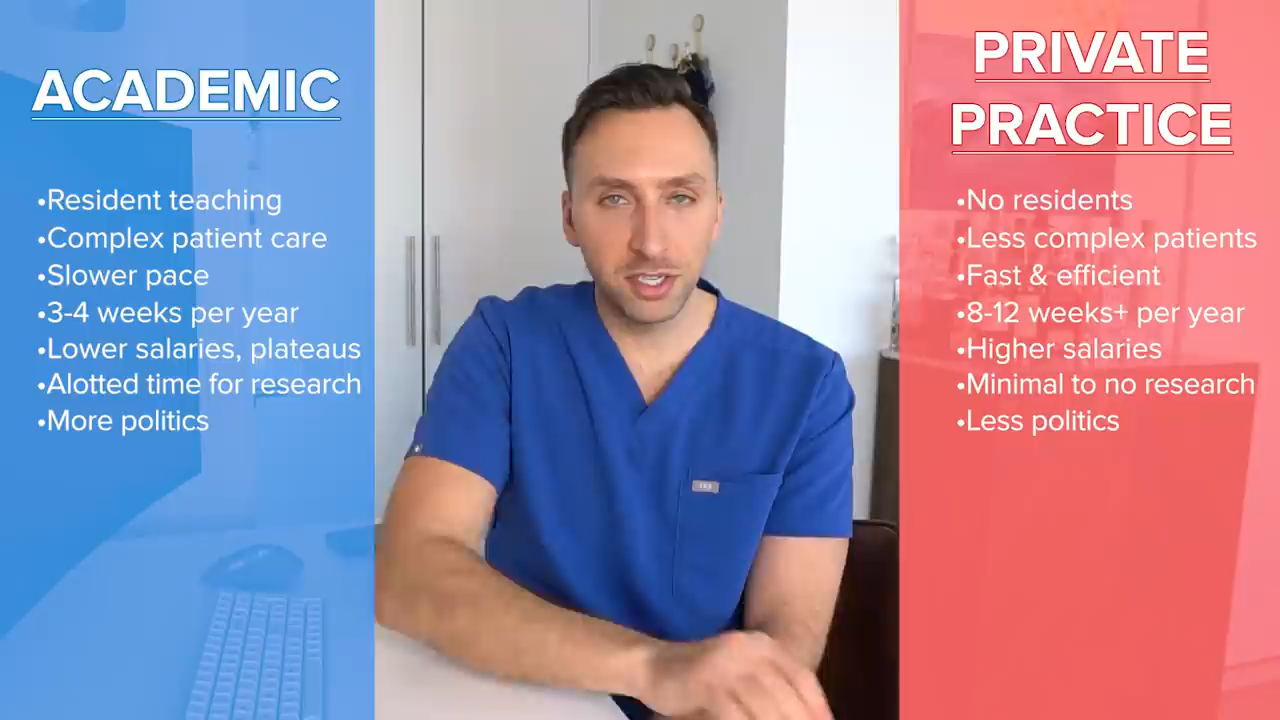 ACADEMIC
•Resident teaching
•Complex patient care
•Slower pace
•3-4 weeks per year
•Lower salaries, plateaus
•Alotted time for research
•More politics
PRIVATE
PRACTICE
•No residents
•Less complex patients
•Fast & efficient
•8-12 weeks+ per year
•Higher salaries
•Minimal to no research
•Less politics